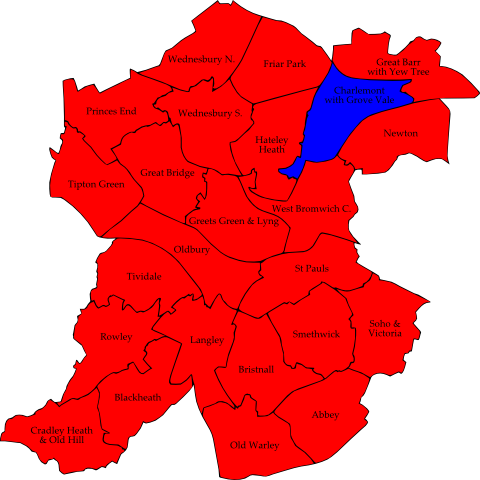 Wednesbury N.
Friar Park
Great Barr
with Yew Tree
Charlemont
with Grove Vale
Princes End
Wednesbury S.
Newton
Hateley
Heath
Great Bridge
Tipton Green
West Bromwich C.
Greets Green & Lyng
Oldbury
St Pauls
Tividale
Soho &
Victoria
Smethwick
Rowley
Langley
Bristnall
Blackheath
Abbey
Cradley Heath
& Old Hill
Old Warley